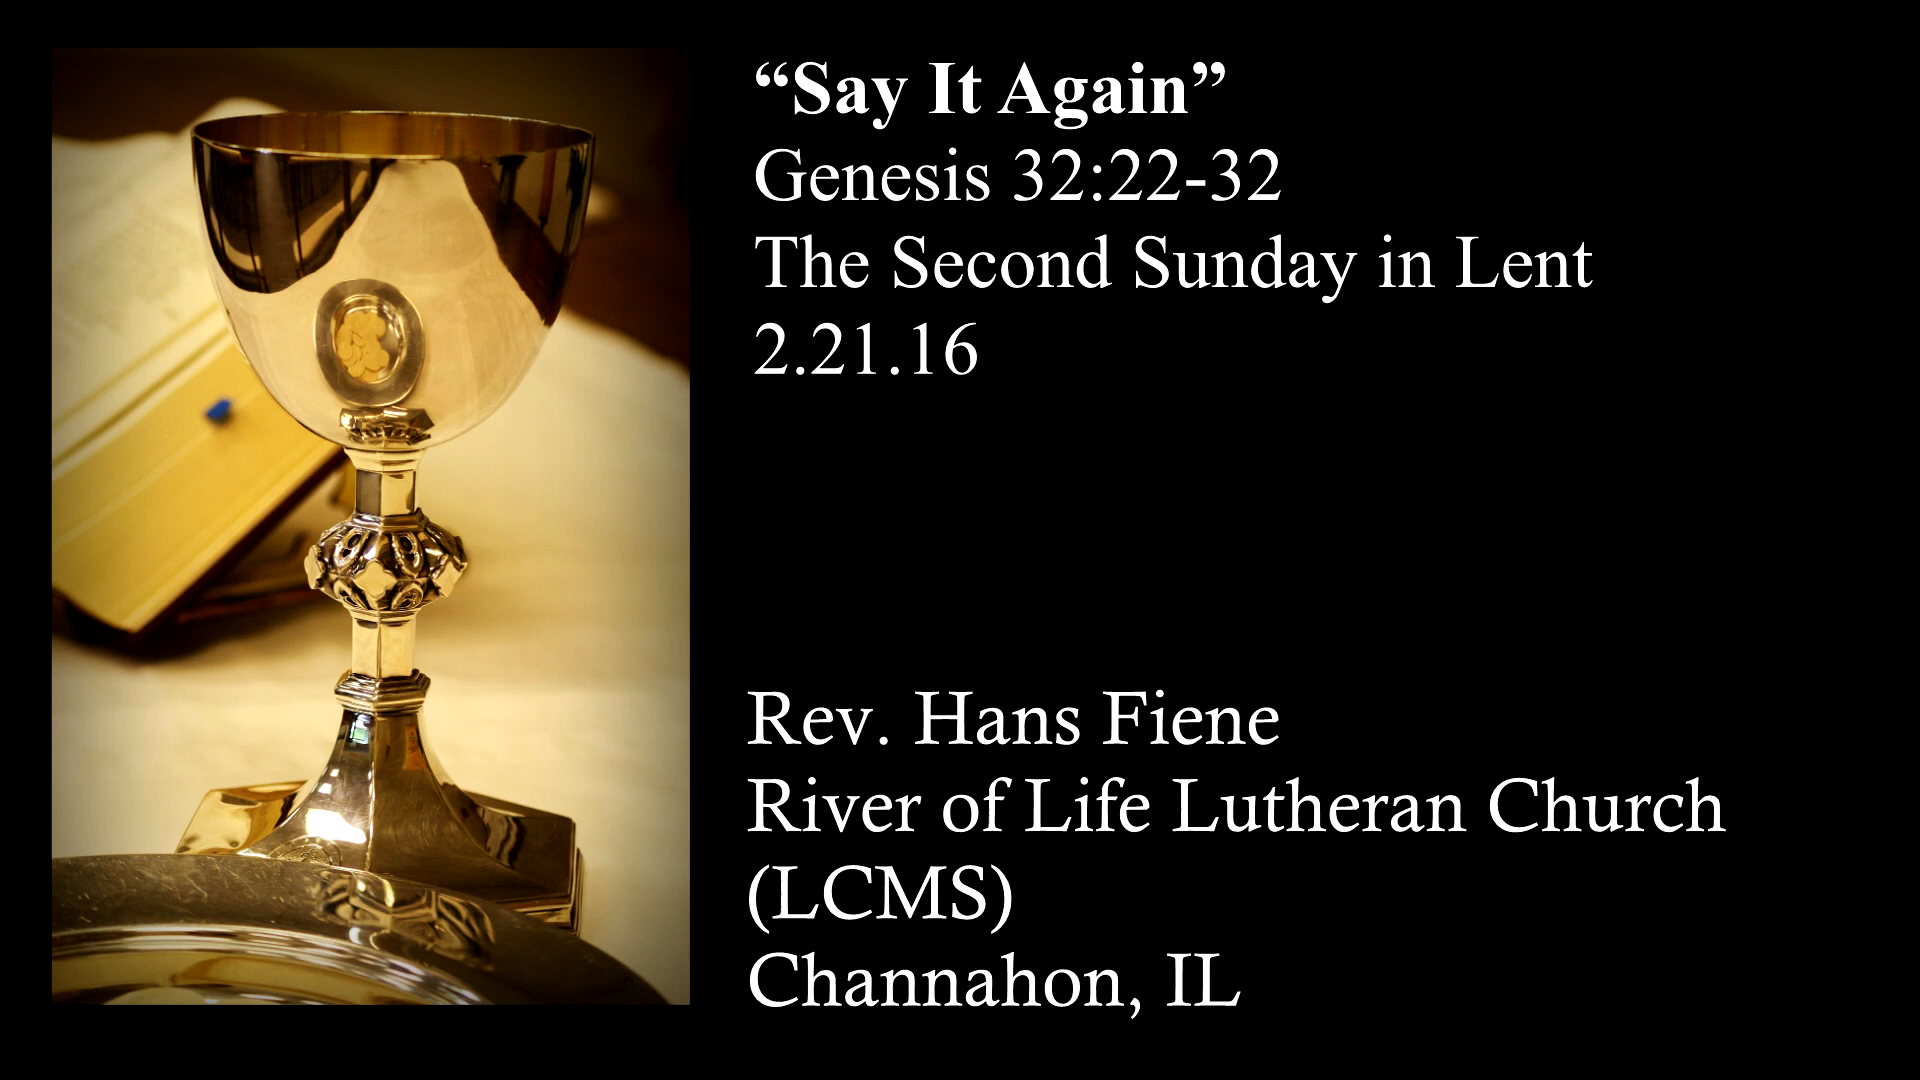 “Say It Again”
Genesis 32:22-32
The Second Sunday in Lent
2.21.16
Rev. Hans Fiene
River of Life Lutheran Church
(LCMS)
Channahon, IL